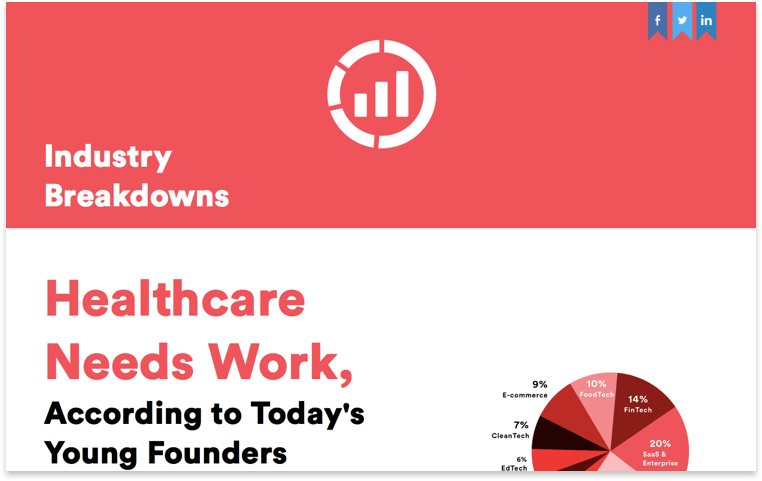 Industry
Breakdowns
Healthcare
Needs Work,
According to Today's
Young Founders
9%
E-commerce
10%
FoodTech
14%
FinTech
7%
CleanTech
20%
SaaS &
Enterprise
6%
EdTech